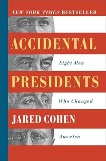 NEW YORK TIMES BESTSELLER
ACCIDENTAL
PRESIDENTS
Eight Men
Who Changed
America
JARED COHEN